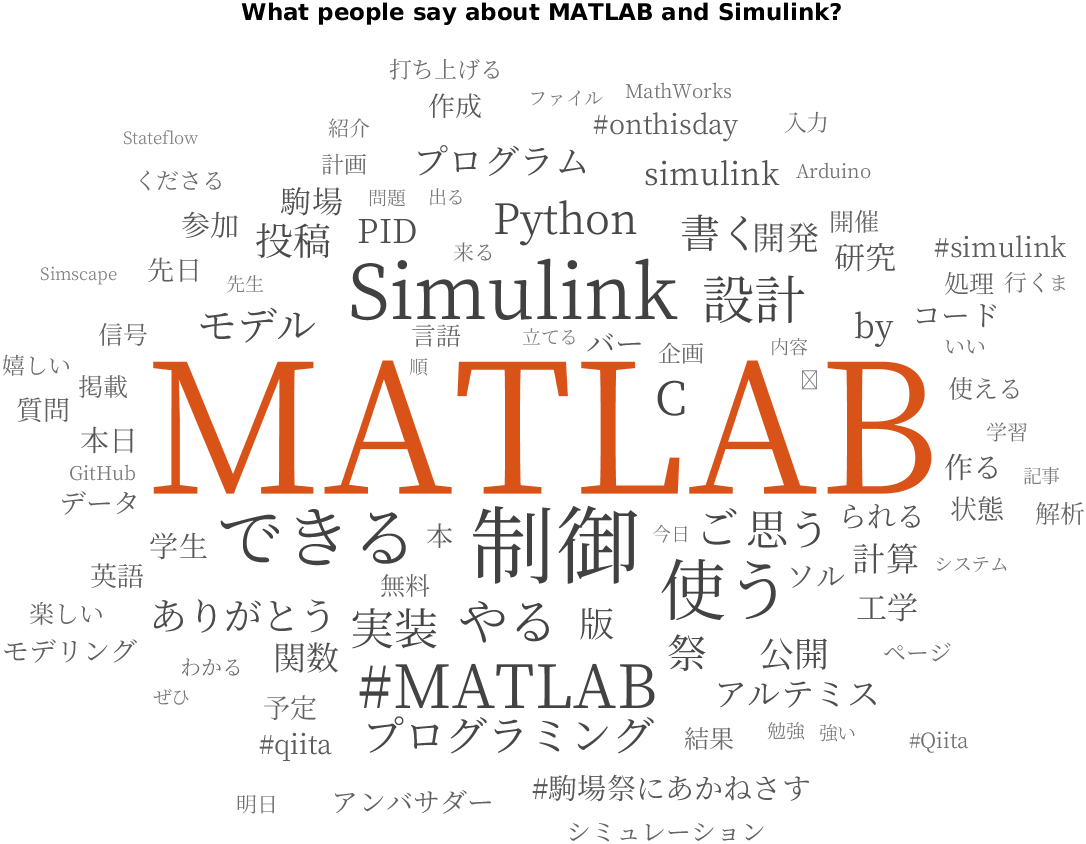 What people say about MATLAB and Simulink?
打ち上げる
作成
ファイル
MathWorks
Stateflow
紹介
#onthisday
入力
計画
プログラム
simulink
Arduino
くださる
駒場
問題
出る
参加
投稿
PID
Python
書く
開発
開催
来る
研究
#simulink
Simscape
先日
先生
Simulink
設計
処理
行くま
信号
モデル
言語
立てる
バー
企画
内容
by
コード
いい
嬉しい
掲載
順
MATLAB
C
使える
質問
本日
学習
GitHub
作る
記事
データ
状態
解析
学生
できる
本
制御
今日
ご
思う
られる
英語
無料
使う
ソル
計算
システム
楽しい
ありがとう
実装
やる
版
工学
モデリング
わかる
関数
祭
公開
ページ
ぜひ
予定
#MATLAB
アルテミス
#qiita
プログラミング
結果
勉強
強い
#Qiita
明日
アンバサダー
#駒場祭にあかねさす
シミュレーション